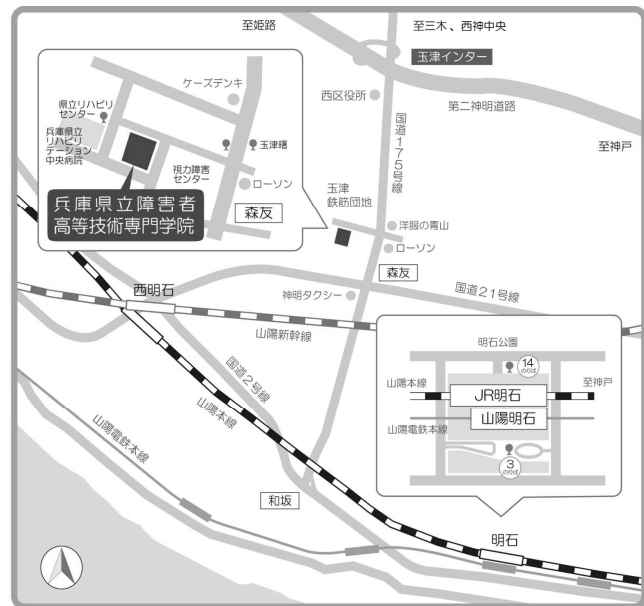 至姫路
至三木、西神中央
玉津インター
ケーズデンキ
西区役所
第二神明道路
県立リハビリ
センター
兵庫県立
リハビリ
テーション
中央病院
玉津曙
視力障害
センター
ローソン
森友
兵庫県立障害者
高等技術専門学院
国道175号線
至神戸
玉津
鉄筋団地
洋服の青山
ローソン
森友
西明石
神明タクシー
国道21号線
山陽新幹線
明石公園
14
のりば
山陽本線
JR明石
至神戸
山陽明石
山陽電鉄本線
3
のりば
国道2号線
山陽本線
山陽電鉄本線
和坂
明石